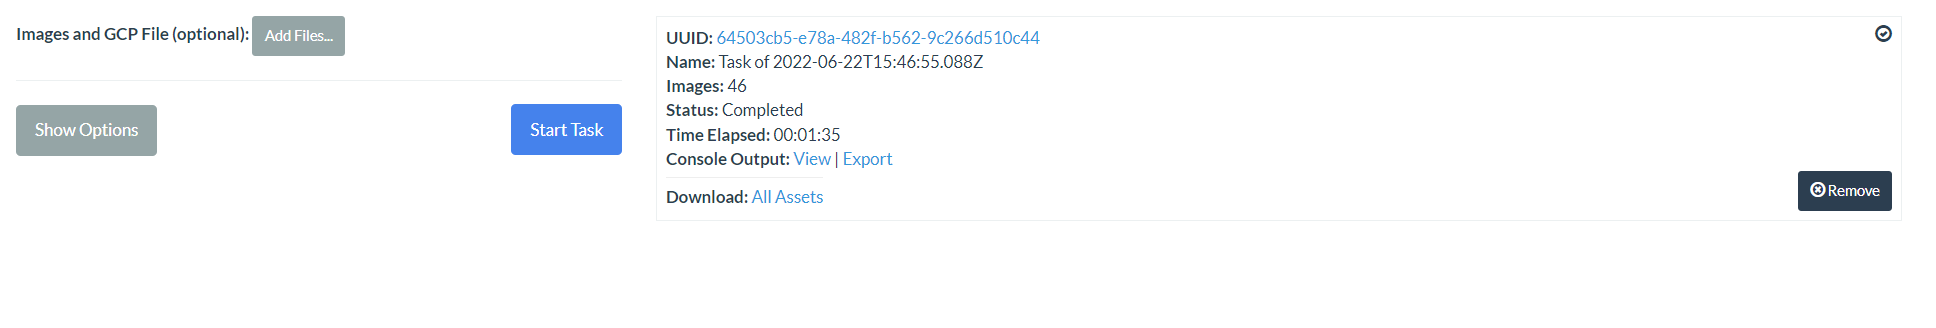 Images and GCP File (optional): Add Files...
Show Options
Start Task
UUID: 64503cb5-e78a-482f-b562-9c266d510c44
Name: Task of 2022-06-22T15:46:55.088Z
Images: 46
Status: Completed
Time Elapsed: 00:01:35
Console Output: View | Export
Download: All Assets
Remove